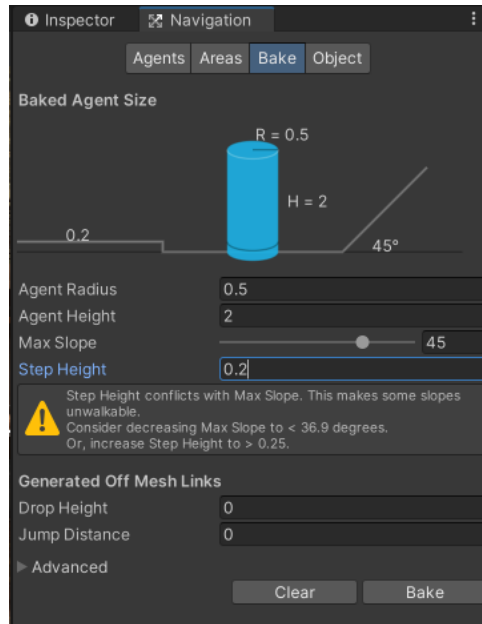 Inspector Navigation
Agents Areas Bake Object
Baked Agent Size
R = 0.5
H = 2
0.2
45°
Agent Radius 0.5
Agent Height 2
Max Slope 45
Step Height 0.2
Step Height conflicts with Max Slope. This makes some slopes
unwalkable.
Consider decreasing Max Slope to < 36.9 degrees.
Or, increase Step Height to > 0.25.
Generated Off Mesh Links
Drop Height 0
Jump Distance 0
Advanced
Clear Bake